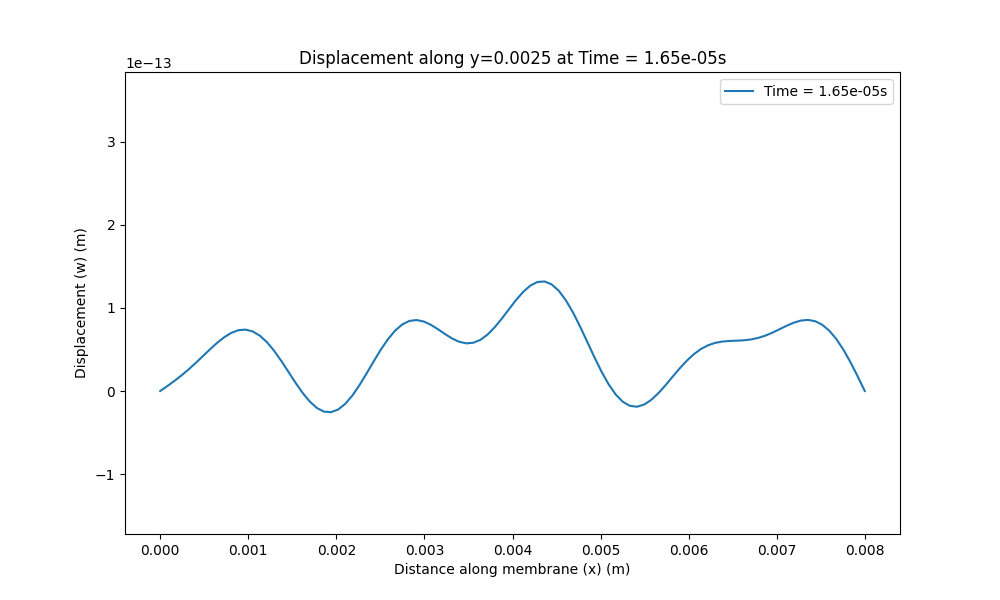 Displacement along y=0.0025 at Time = 1.65e-05s
1e−13
Time = 1.65e-05s
3
2
1
0
−1
Displacement (w) (m)
0.000 0.001 0.002 0.003 0.004 0.005 0.006 0.007 0.008
Distance along membrane (x) (m)